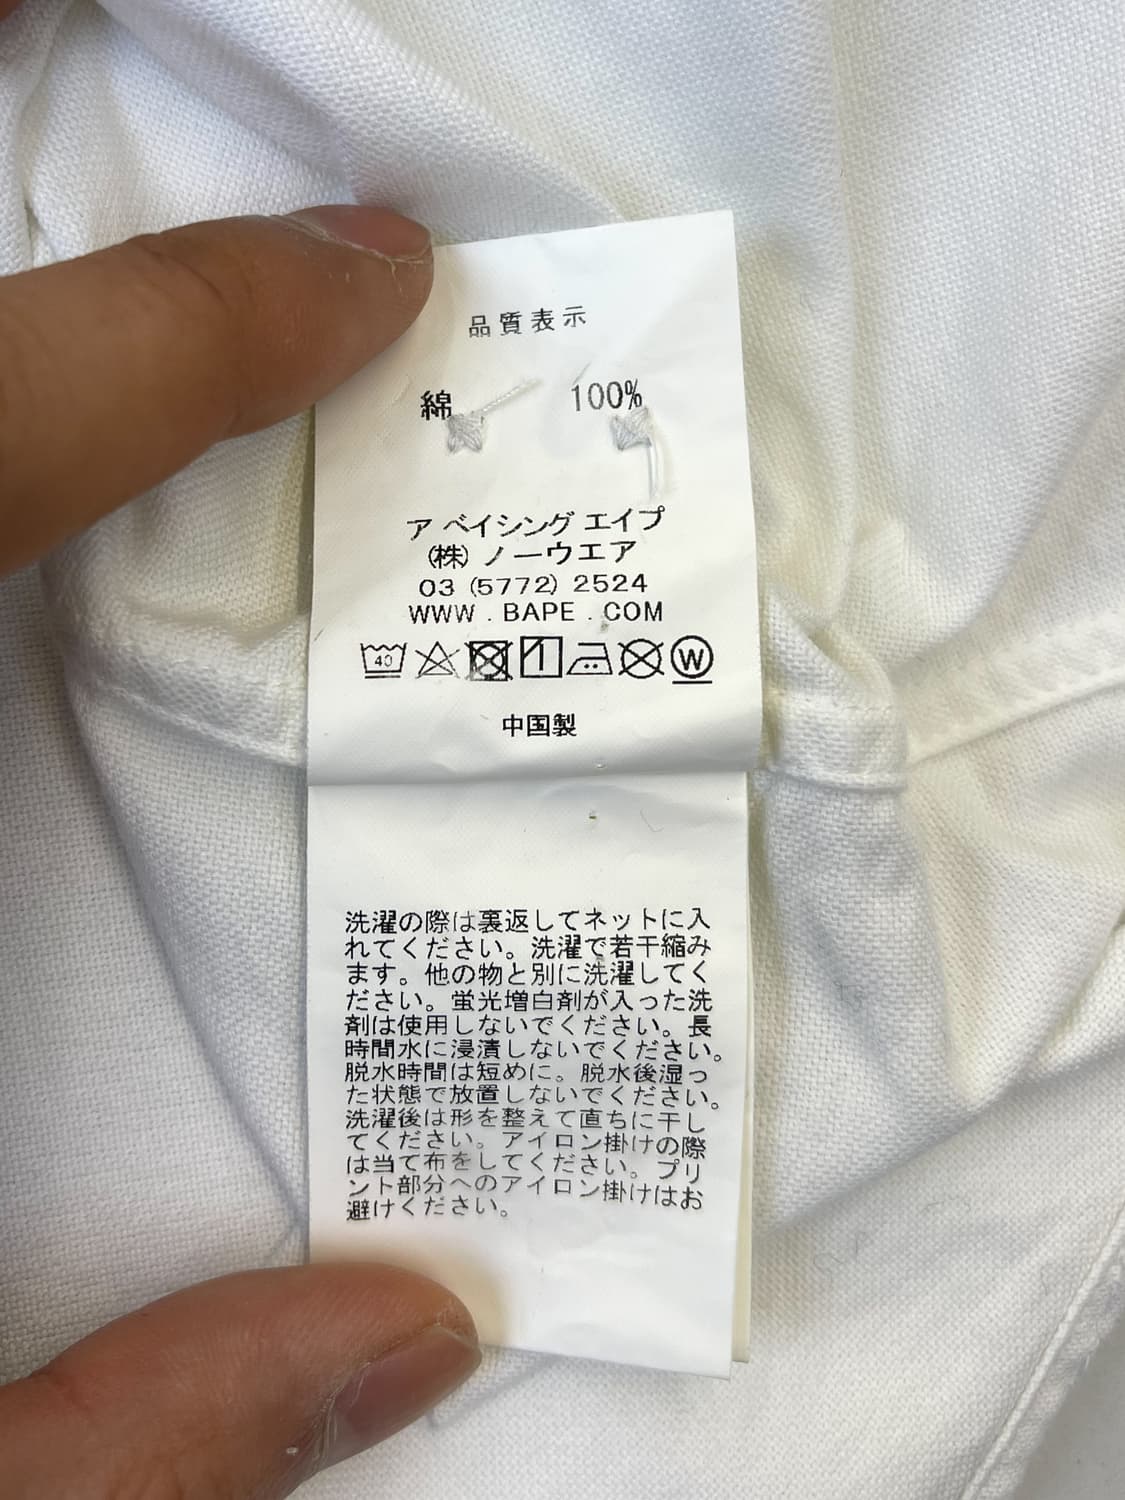 品質表示
綿 100%
ア ベイシング エイプ
(株) ノーウエア
03 (5772) 2524
WWW . BAPE . COM
40 W
中国製
洗濯の際は裏返してネットに入
れてください。洗濯で若干縮み
ます。他の物と別に洗濯してく
ださい。蛍光増白剤が入った洗
剤は使用しないでください。長
時間水に浸漬しないでください。
脱水時間は短めに。脱水後湿っ
た状態で放置しないでください。
洗濯後は形を整えて直ちに干し
てください。アイロン掛けの際
は当て布をしてください。プリ
ント部分へのアイロン掛けはお
避けください。